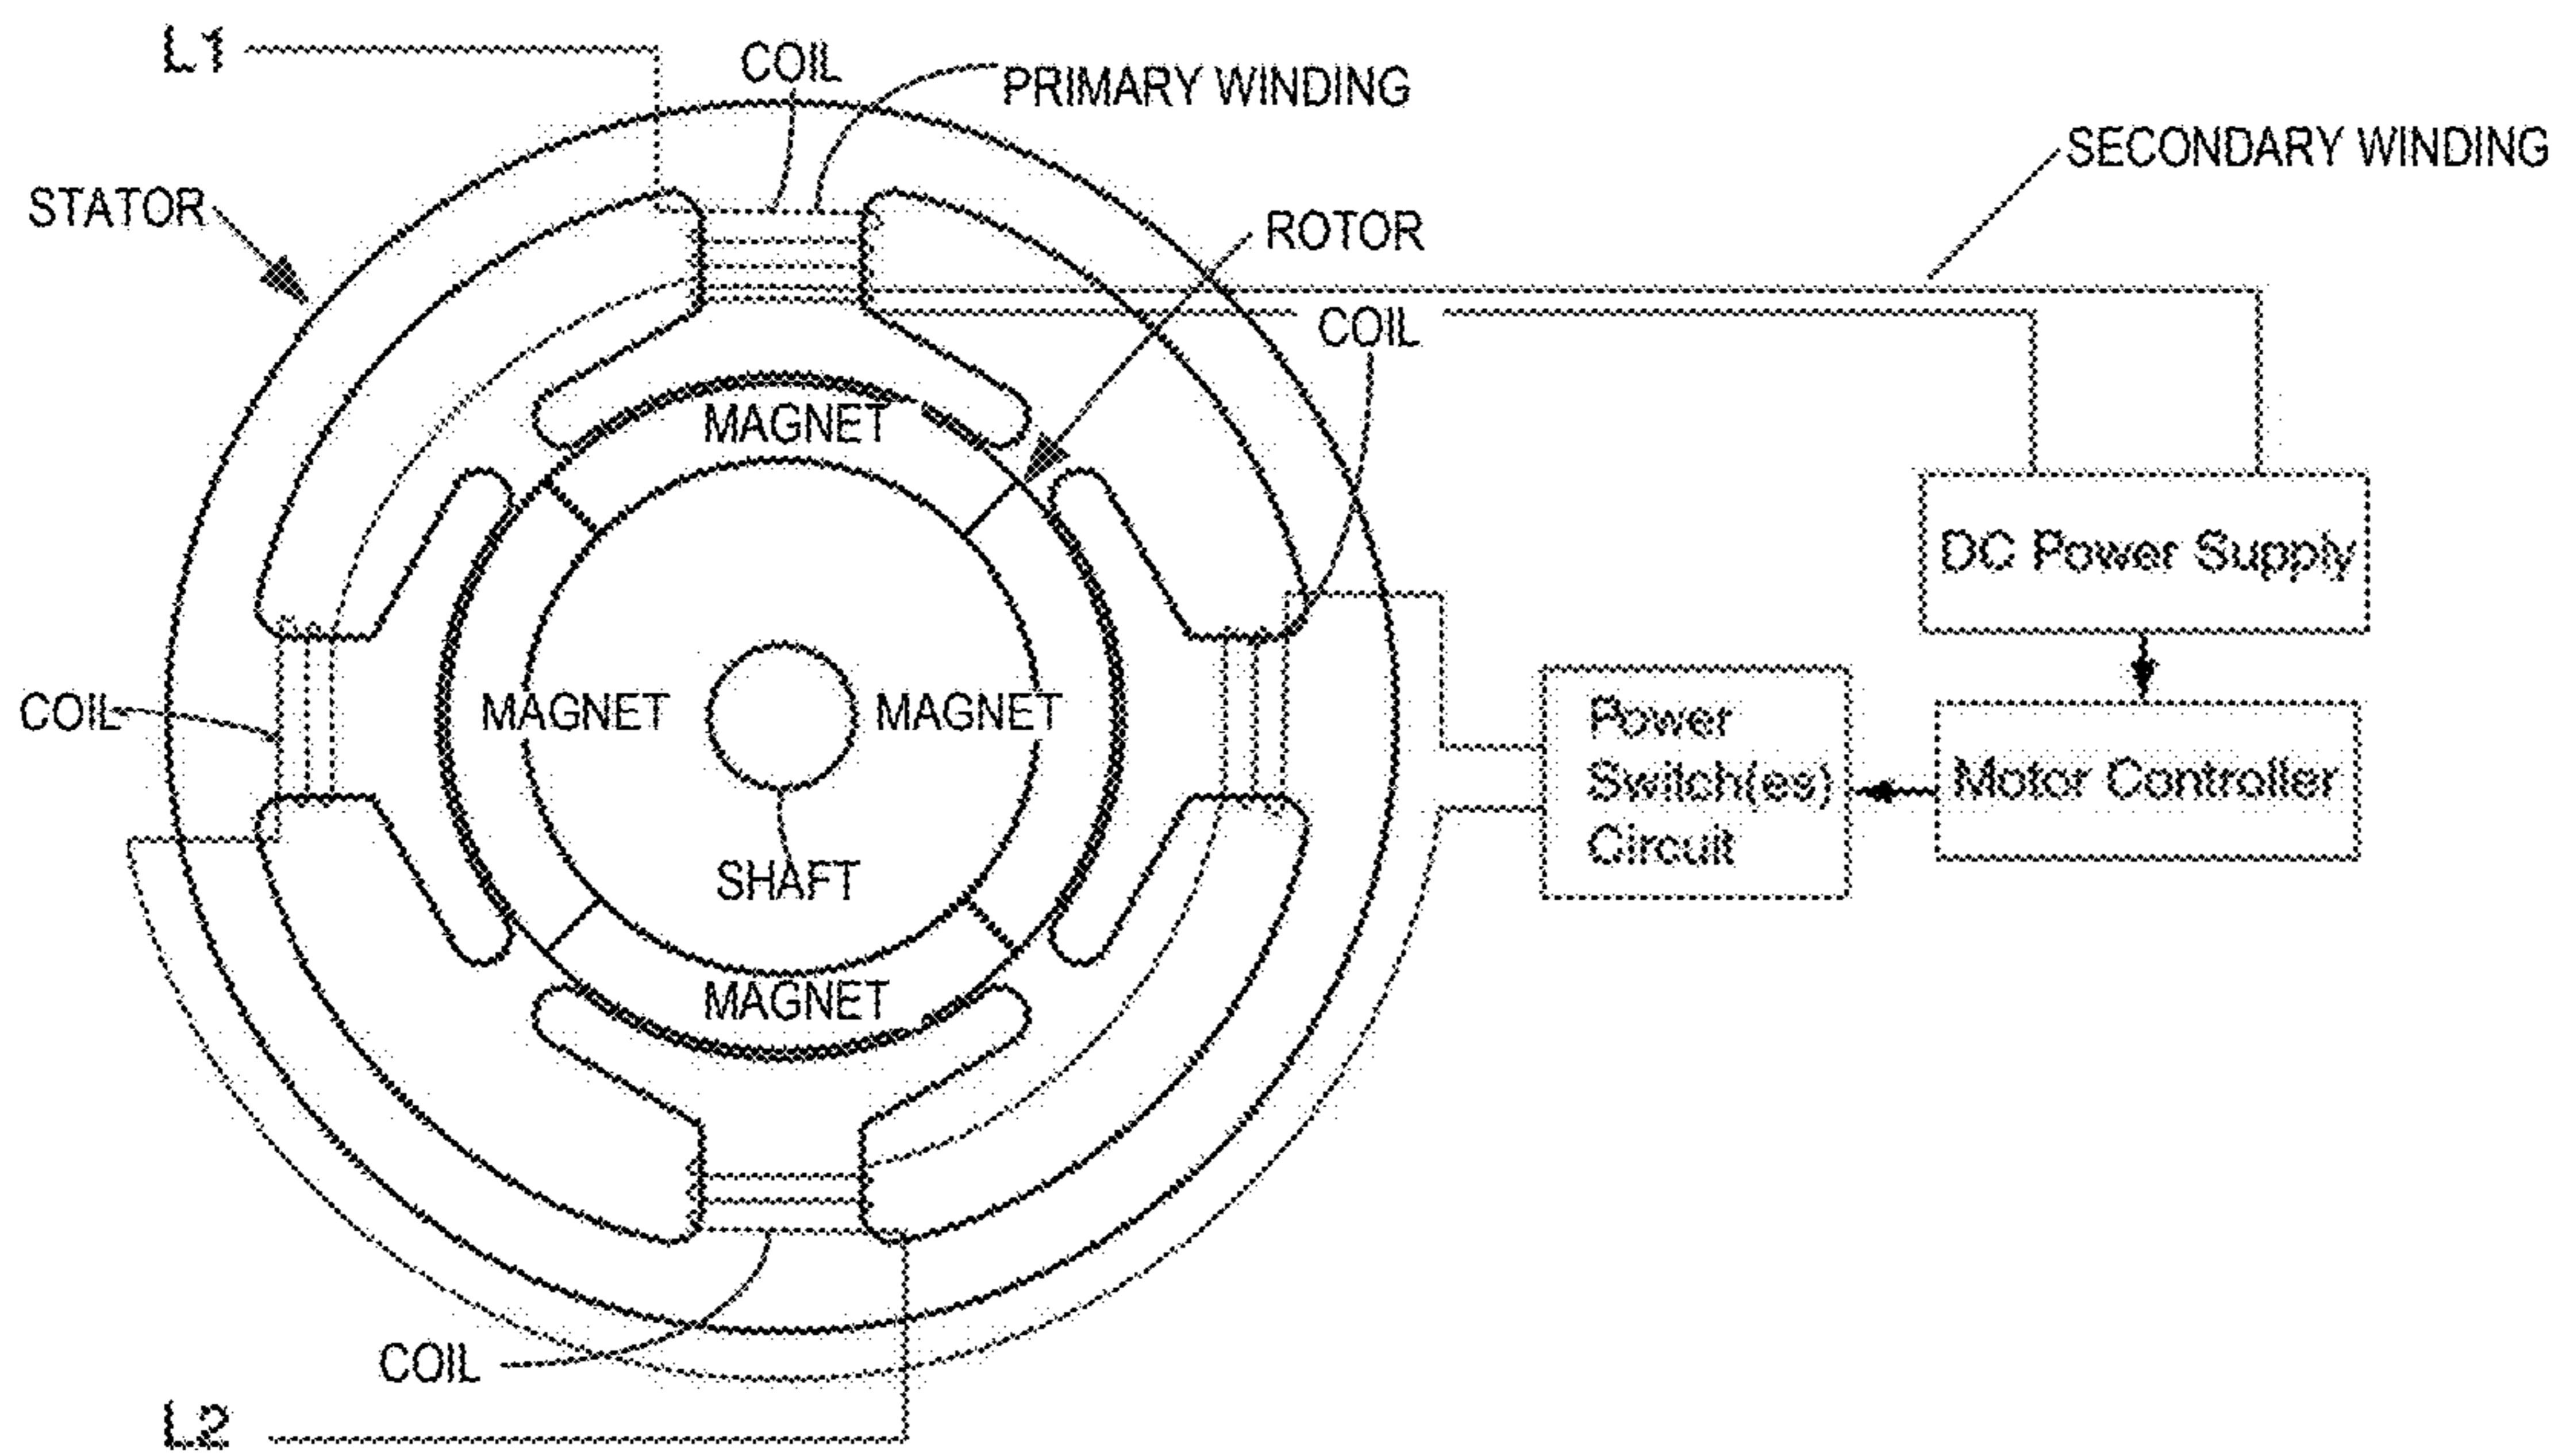 L1
COIL
PRIMARY WINDING
SECONDARY WINDING
STATOR
ROTOR
COIL
MAGNET
DC Power Supply
COIL
MAGNET
MAGNET
Power
Switch(es)
Circuit
Motor Controller
SHAFT
MAGNET
COIL
L2